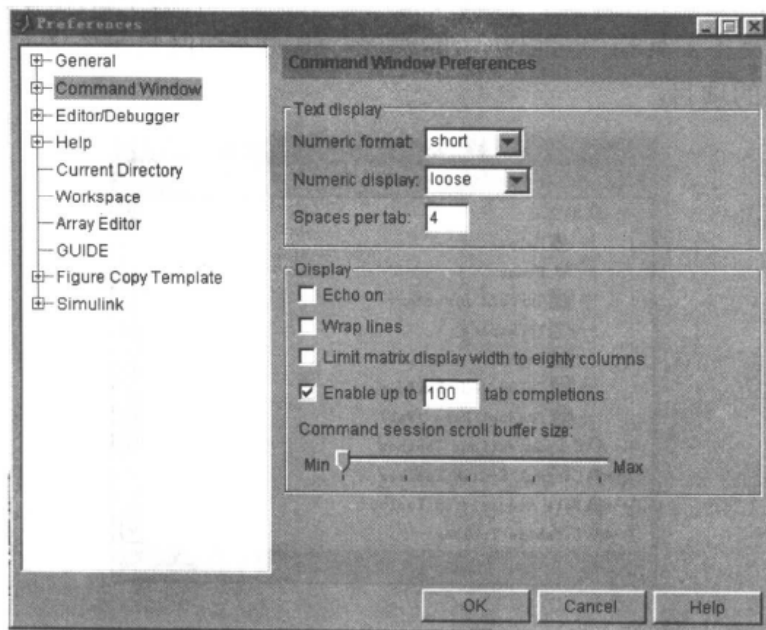 Preferences
General
Command Window
Editor/Debugger
Help
Current Directory
Workspace
Array Editor
GUIDE
Figure Copy Template
Simulink
Command Window Preferences
Text display
Numeric format: short
Numeric display: loose
Spaces per tab: 4
Display
Echo on
Wrap lines
Limit matrix display width to eighty columns
Enable up to 100 tab completions
Command session scroll buffer size:
Min Max
OK Cancel Help